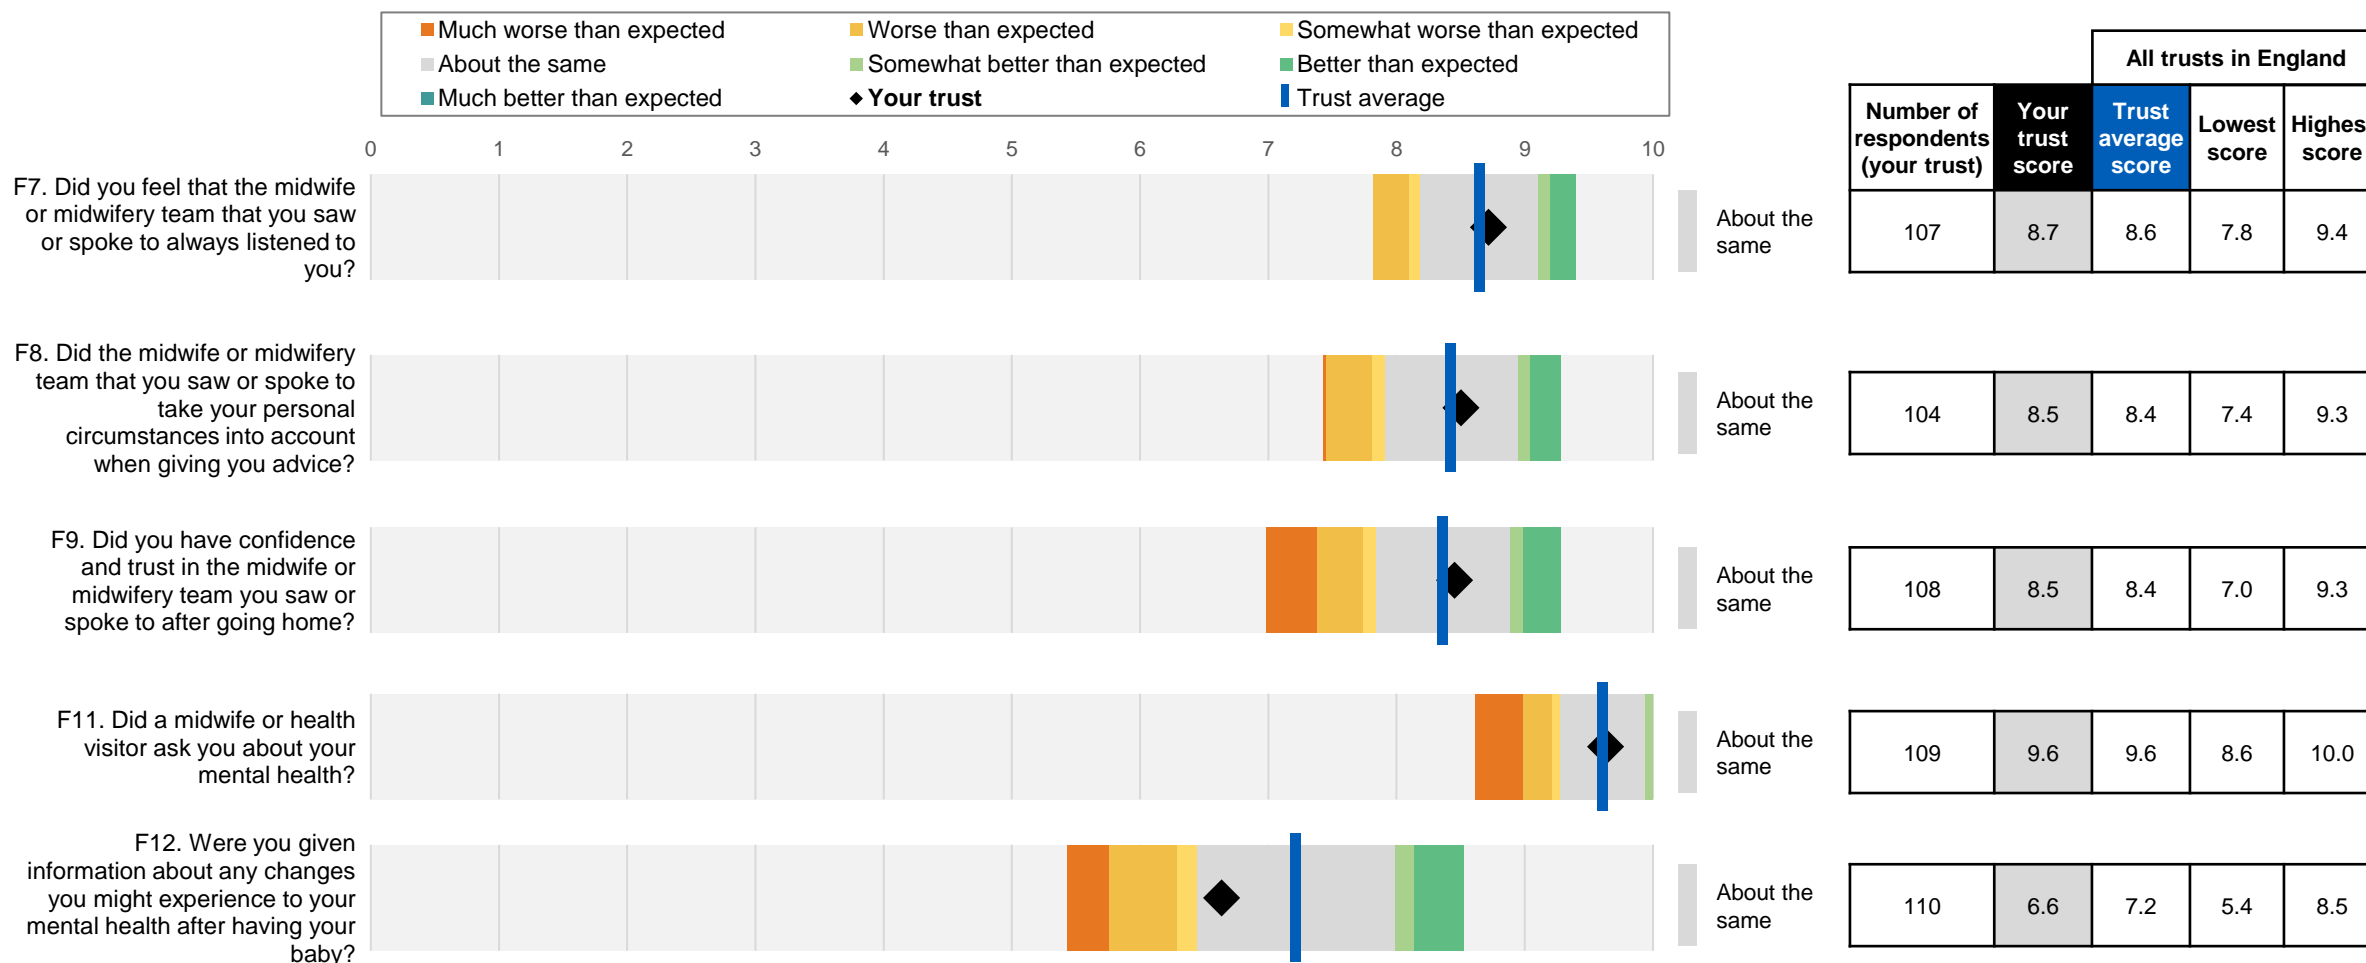 Much worse than expected
Worse than expected
Somewhat worse than expected
About the same
Somewhat better than expected
Better than expected
Much better than expected
Your trust
Trust average
All trusts in England
Number of
respondents
(your trust)
Your
trust
score
Trust
average
score
Lowest
score
Highes
score
0 1 2 3 4 5 6 7 8 9 10
F7. Did you feel that the midwife
or midwifery team that you saw
or spoke to always listened to
you?
About the
same
107 8.7 8.6 7.8 9.4
F8. Did the midwife or midwifery
team that you saw or spoke to
take your personal
circumstances into account
when giving you advice?
About the
same
104 8.5 8.4 7.4 9.3
F9. Did you have confidence
and trust in the midwife or
midwifery team you saw or
spoke to after going home?
About the
same
108 8.5 8.4 7.0 9.3
F11. Did a midwife or health
visitor ask you about your
mental health?
About the
same
109 9.6 9.6 8.6 10.0
F12. Were you given
information about any changes
you might experience to your
mental health after having your
baby?
About the
same
110 6.6 7.2 5.4 8.5